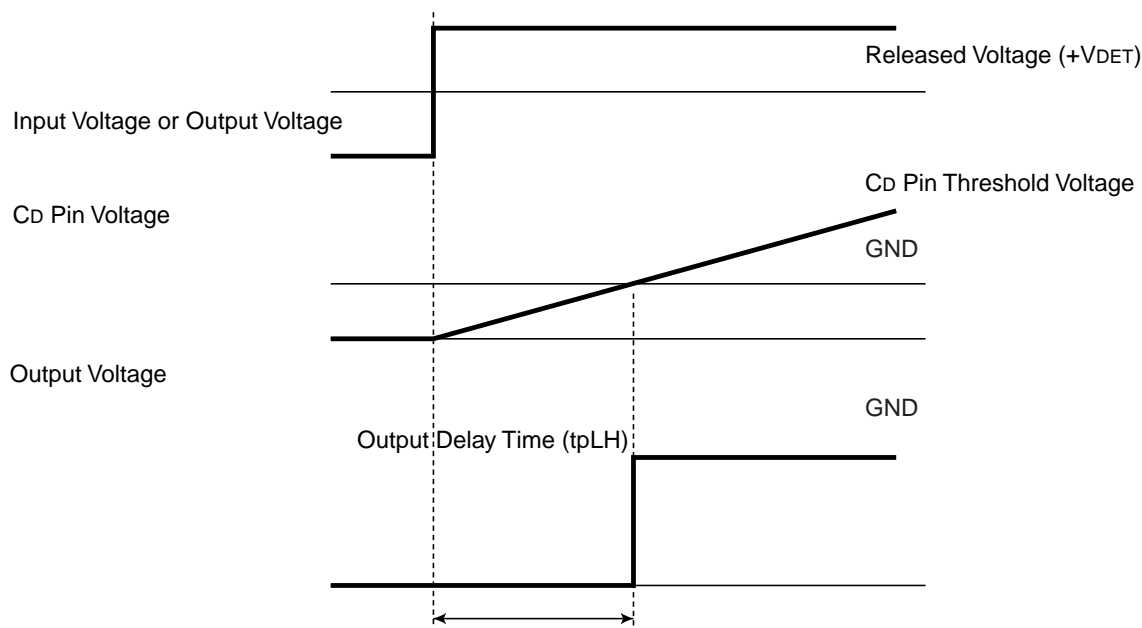 Released Voltage (+VDET)
Input Voltage or Output Voltage
CD Pin Threshold Voltage
CD Pin Voltage
GND
Output Voltage
GND
Output Delay Time (tpLH)